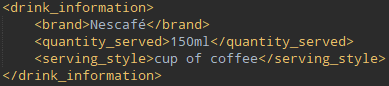 <drink_information>
    <brand>Nescafé</brand>
    <quantity_served>150ml</quantity_served>
    <serving_style>cup of coffee</serving_style>
</drink_information>